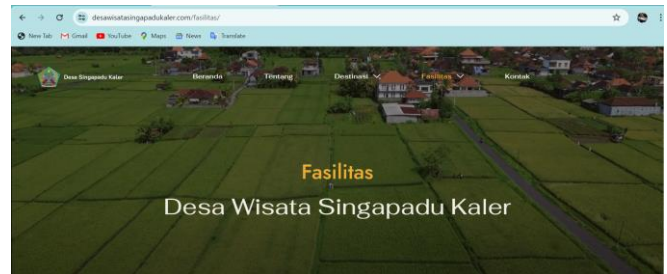 desawisatasingapadukaler.com/fasilitas/
New Tab Gmail YouTube Maps News Translate
Desa Singapadu Kaler Beranda Tentang Destinasi Fasilitas Kontak
Fasilitas
Desa Wisata Singapadu Kaler